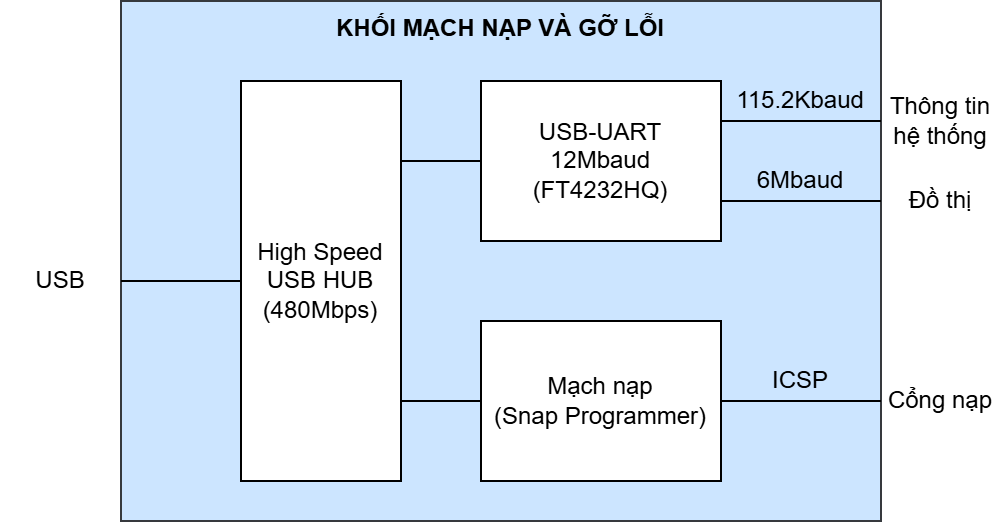 KHỐI MẠCH NẠP VÀ GỠ LỖI
USB
High Speed
USB HUB
(480Mbps)
USB-UART
12Mbaud
(FT4232HQ)
115.2Kbaud
Thông tin
hệ thống
6Mbaud
Đồ thị
Mạch nạp
(Snap Programmer)
ICSP
Cổng nạp